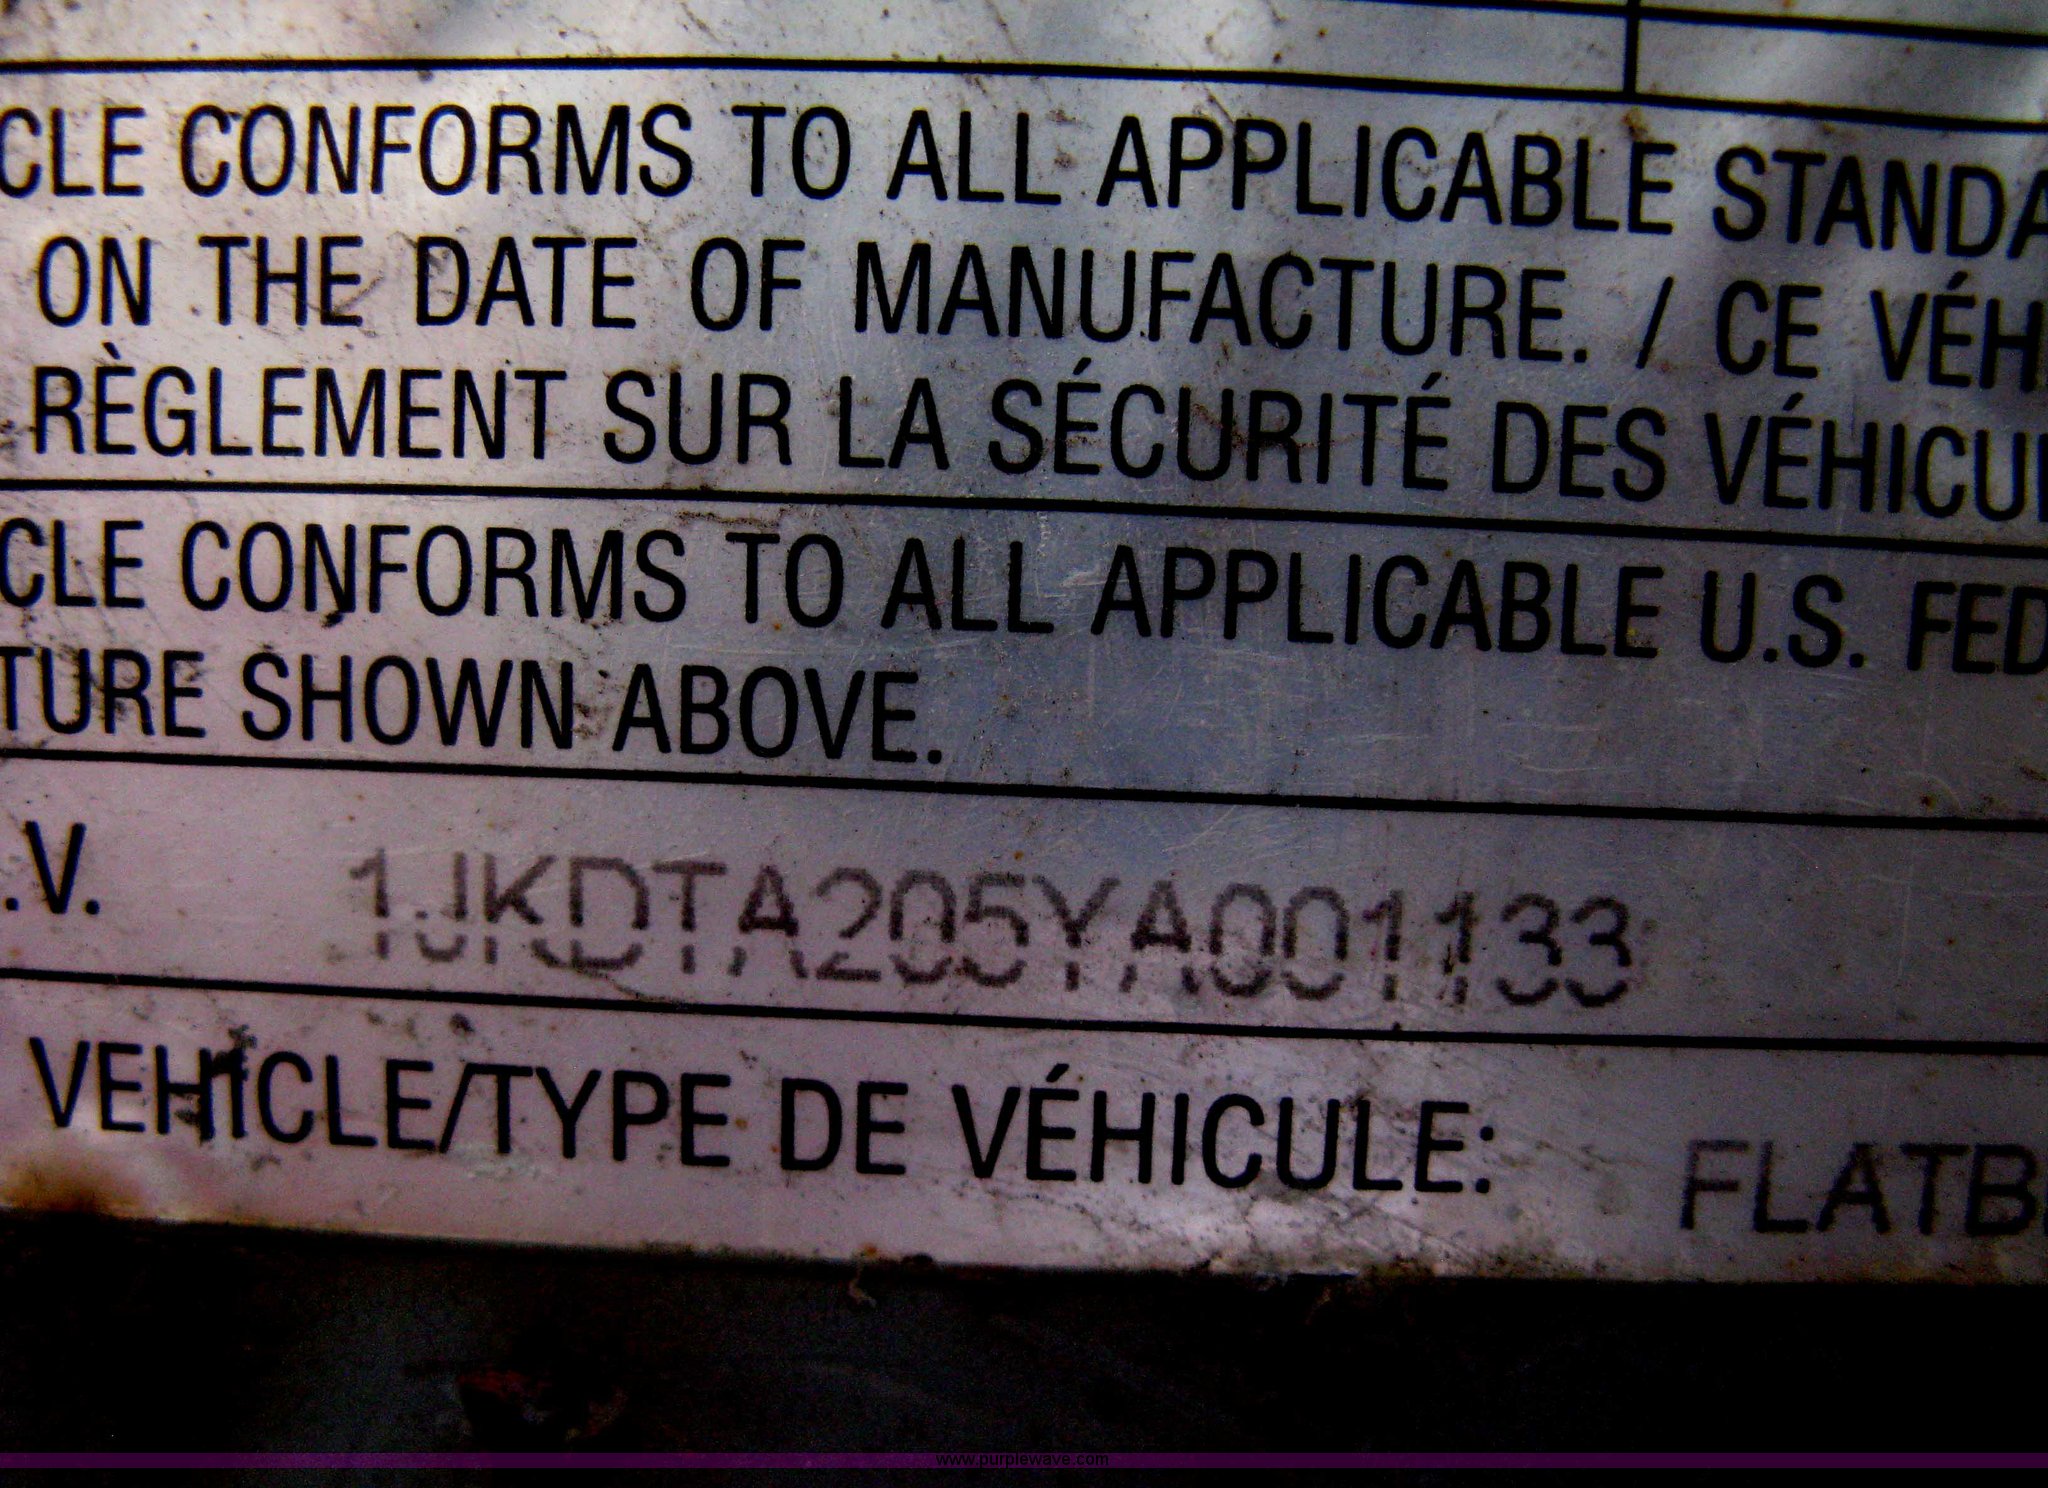 CLE CONFORMS TO ALL APPLICABLE STANDA
ON THE DATE OF MANUFACTURE. / CE VÉH
RÈGLEMENT SUR LA SÉCURITÉ DES VÉHICU
CLE CONFORMS TO ALL APPLICABLE U.S. FED
TURE SHOWN ABOVE.
.V. 1JKDTA205YA001133
VEHICLE/TYPE DE VÉHICULE: FLATB
www.purplewave.com